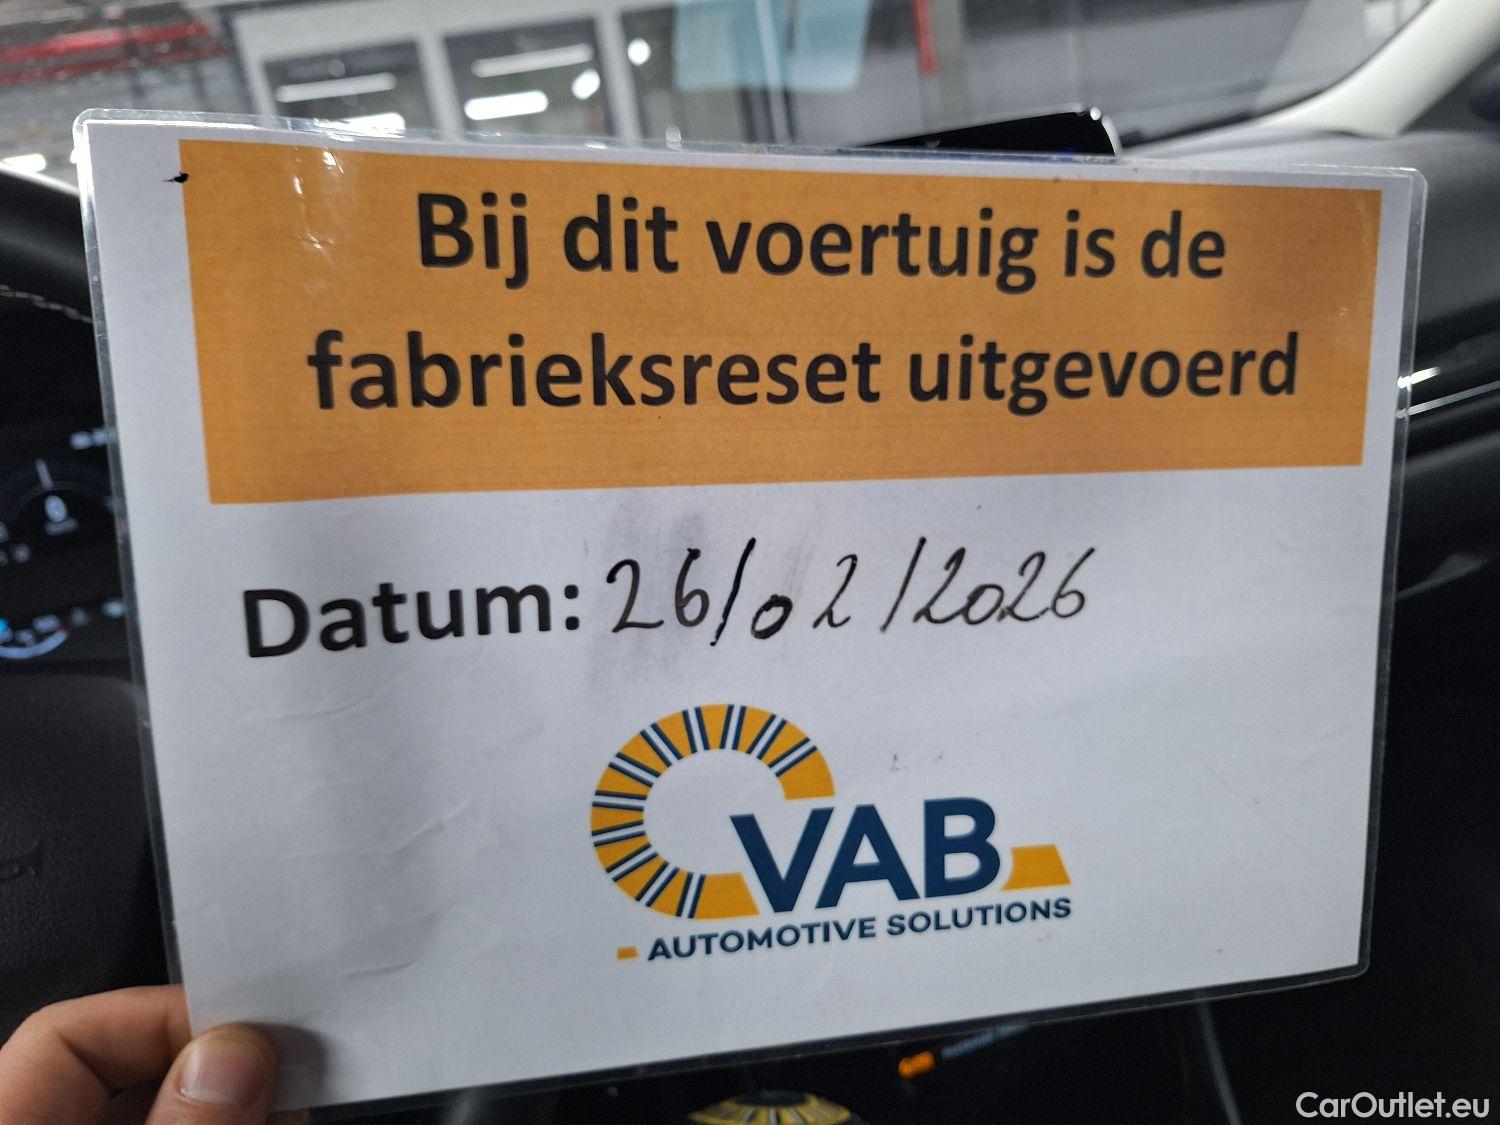 Bij dit voertuig is de
fabrieksreset uitgevoerd
Datum: 26/02/2026
VAB
AUTOMOTIVE SOLUTIONS
CarOutlet.eu